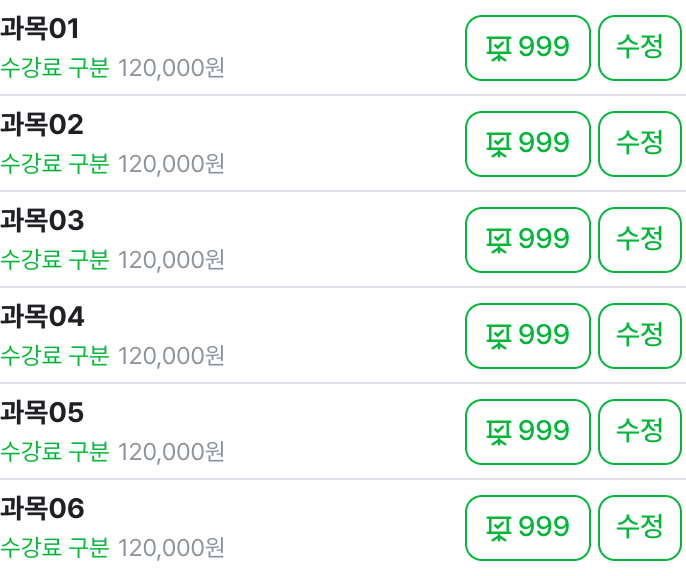 과목01
수강료 구분 120,000원
999 수정
과목02
수강료 구분 120,000원
999 수정
과목03
수강료 구분 120,000원
999 수정
과목04
수강료 구분 120,000원
999 수정
과목05
수강료 구분 120,000원
999 수정
과목06
수강료 구분 120,000원
999 수정